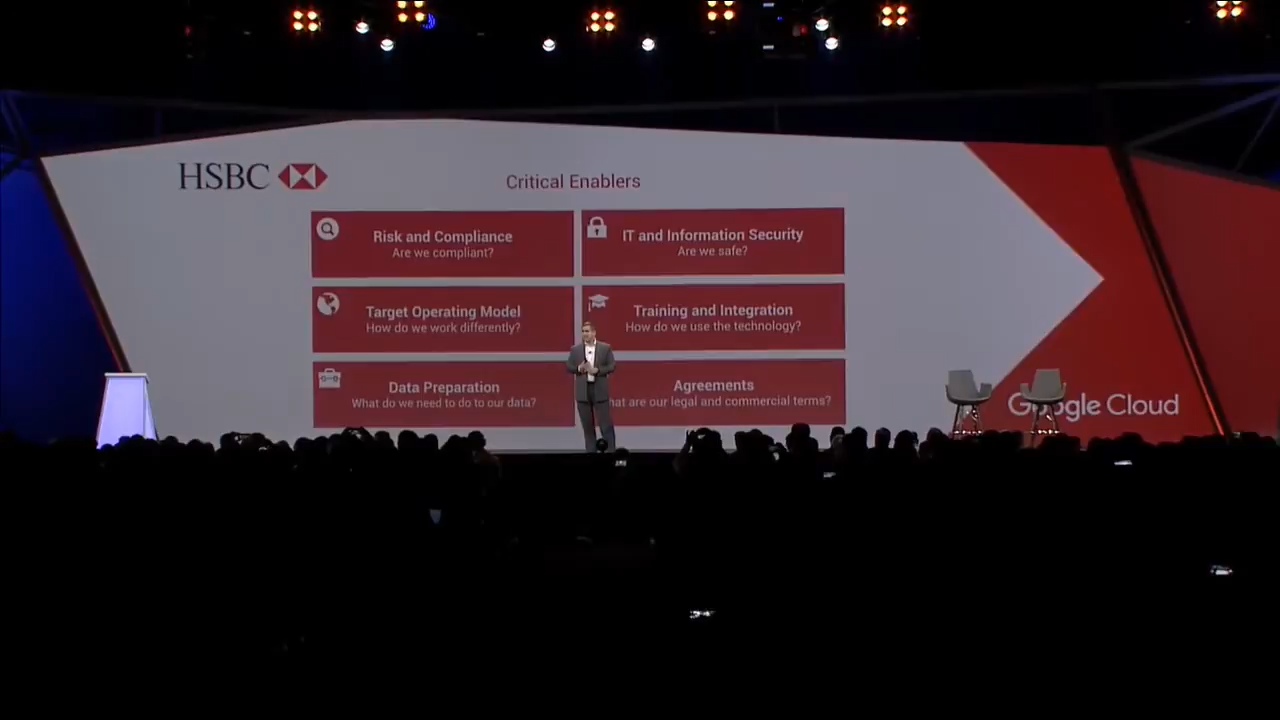 HSBC
Critical Enablers
Risk and Compliance
Are we compliant?
IT and Information Security
Are we safe?
Target Operating Model
How do we work differently?
Training and Integration
How do we use the technology?
Data Preparation
What do we need to do to our data?
Agreements
hat are our legal and commercial terms?
Google Cloud